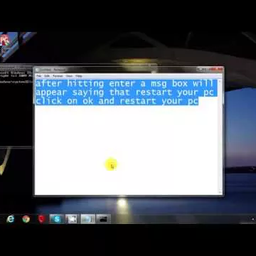 after hitting enter a msg box will
appear saying that restart your pc
click on ok and restart your pc